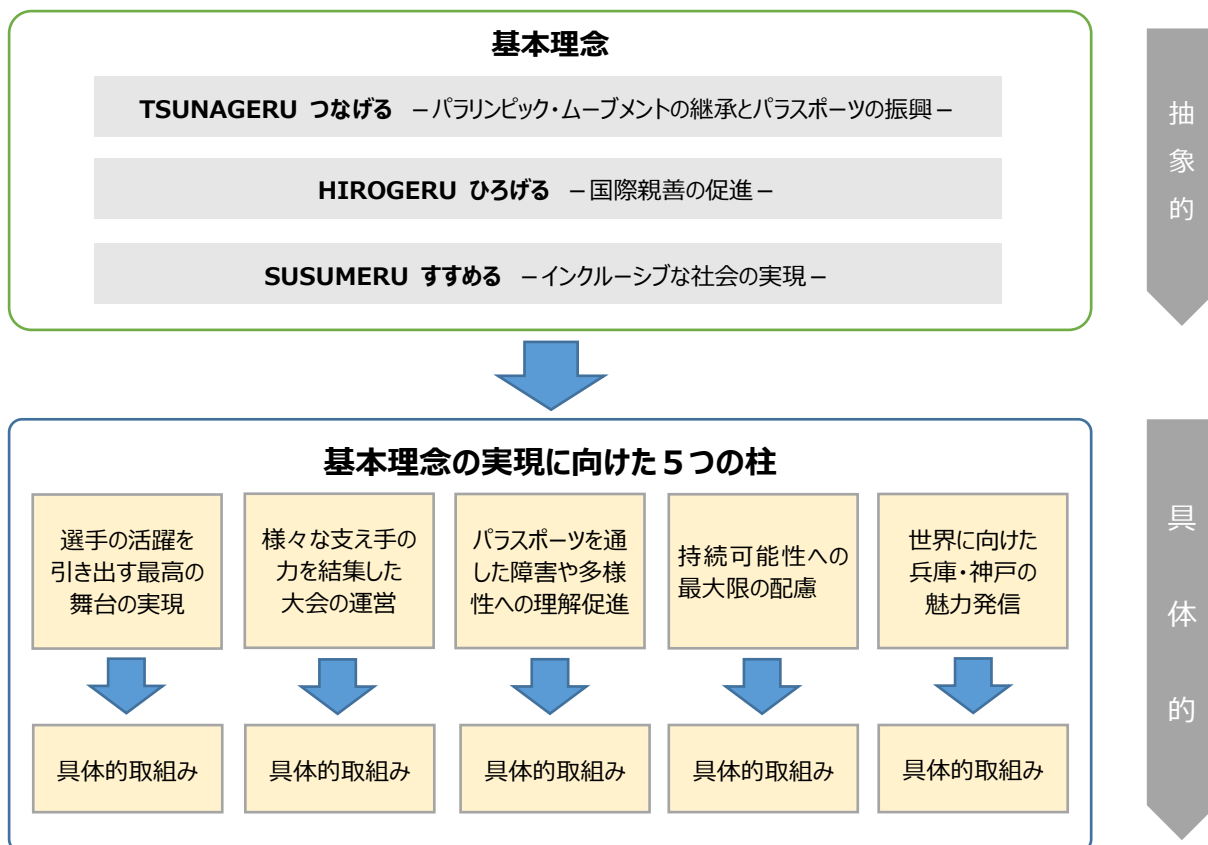 基本理念
TSUNAGERU つなげる －パラリンピック・ムーブメントの継承とパラスポーツの振興－
HIROGERU ひろげる －国際親善の促進－
SUSUMERU すすめる －インクルーシブな社会の実現－
抽象的
基本理念の実現に向けた５つの柱
選手の活躍を
引き出す最高の
舞台の実現
様々な支え手の
力を結集した
大会の運営
パラスポーツを通
した障害や多様
性への理解促進
持続可能性への
最大限の配慮
世界に向けた
兵庫・神戸の
魅力発信
具体的取組み
具体的取組み
具体的取組み
具体的取組み
具体的取組み
具体的